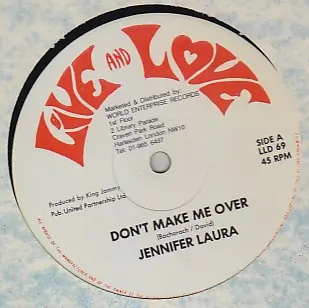 LIVE AND LOVE
Marketed & Distributed by:
WORLD ENTERPRISE RECORDS
1st Floor
2 Library Parade
Craven Park Road
Harlesden London NW10
Tel. 01-965 6497
SIDE A
LLD 69
45 RPM
Produced by King Jammy
Pub. United Partnership Ltd.
DON'T MAKE ME OVER
(Bacharach / David)
JENNIFER LAURA